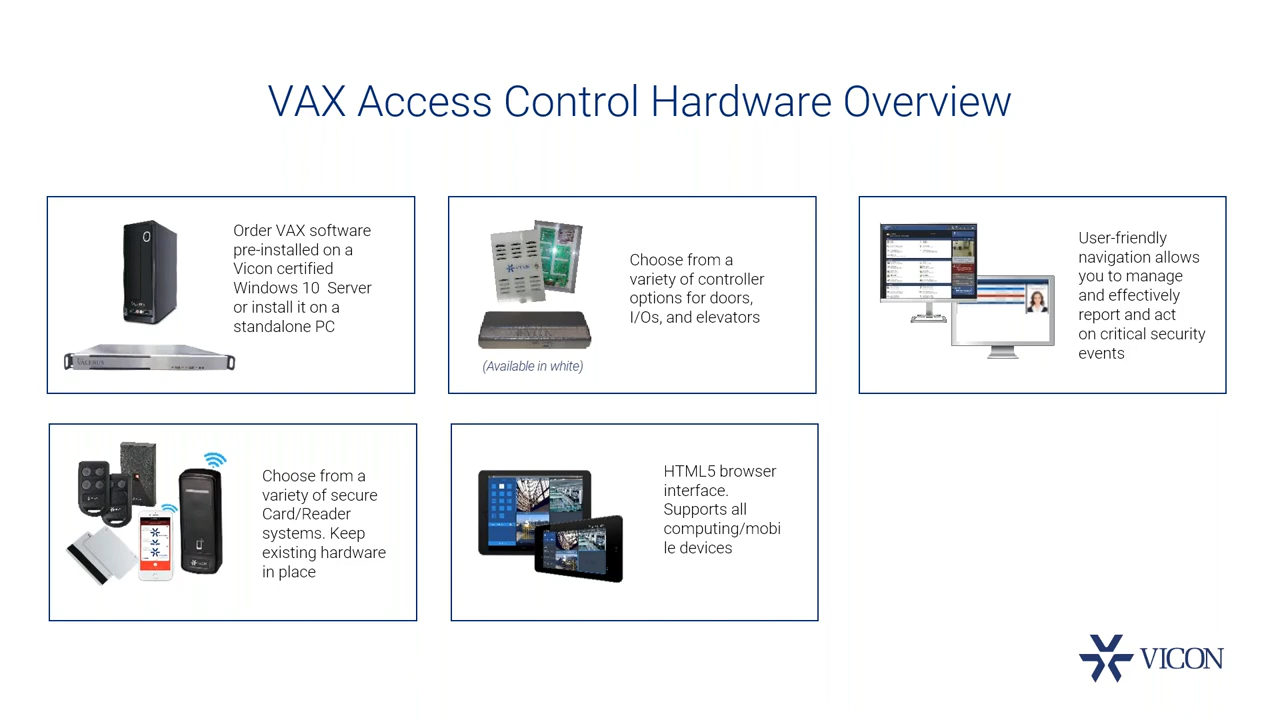 VAX Access Control Hardware Overview
Order VAX software
pre-installed on a
Vicon certified
Windows 10 Server
or install it on a
standalone PC
VALERUS
VICON
(Available in white)
Choose from a
variety of controller
options for doors,
I/Os, and elevators
User-friendly
navigation allows
you to manage
and effectively
report and act
on critical security
events
Choose from a
variety of secure
Card/Reader
systems. Keep
existing hardware
in place
HTML5 browser
interface.
Supports all
computing/mobi
le devices
VICON